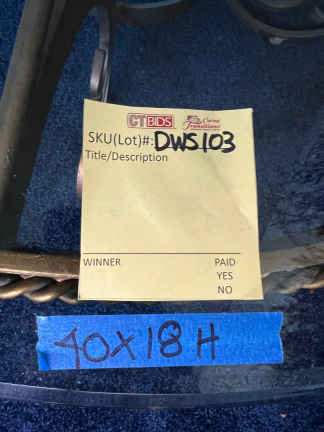 CTBIDS Caring Transitions
SKU(Lot)#: DWS103
Title/Description
WINNER PAID
YES
NO
40X18 H